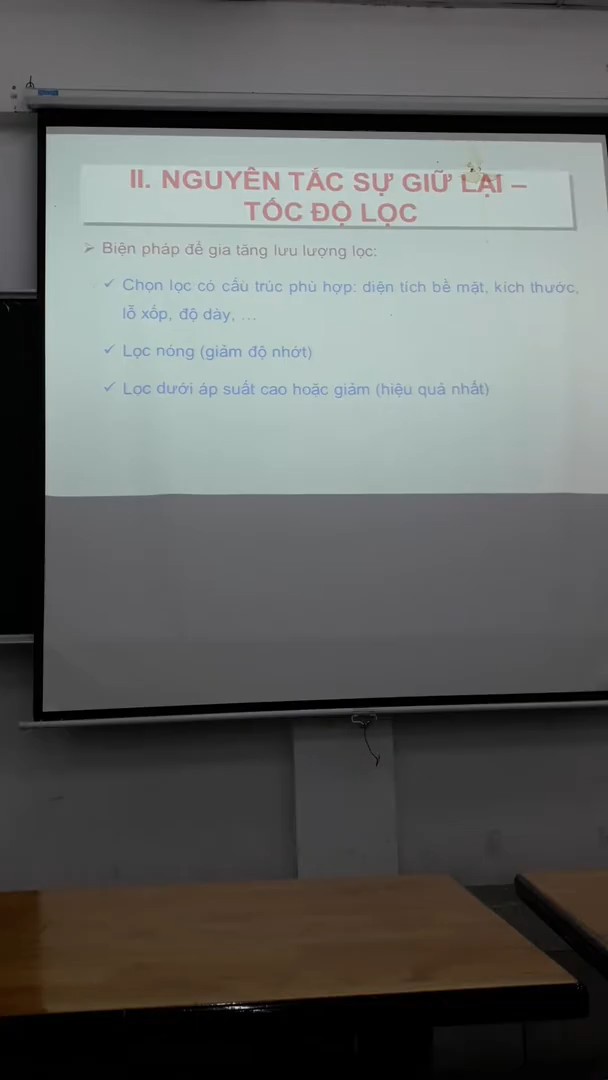 II. NGUYÊN TẮC SỰ GIỮ LẠI –
TỐC ĐỘ LỌC
➢ Biện pháp để gia tăng lưu lượng lọc:
✓ Chọn lọc có cấu trúc phù hợp: diện tích bề mặt, kích thước,
lỗ xốp, độ dày, ...
✓ Lọc nóng (giảm độ nhớt)
✓ Lọc dưới áp suất cao hoặc giảm (hiệu quả nhất)